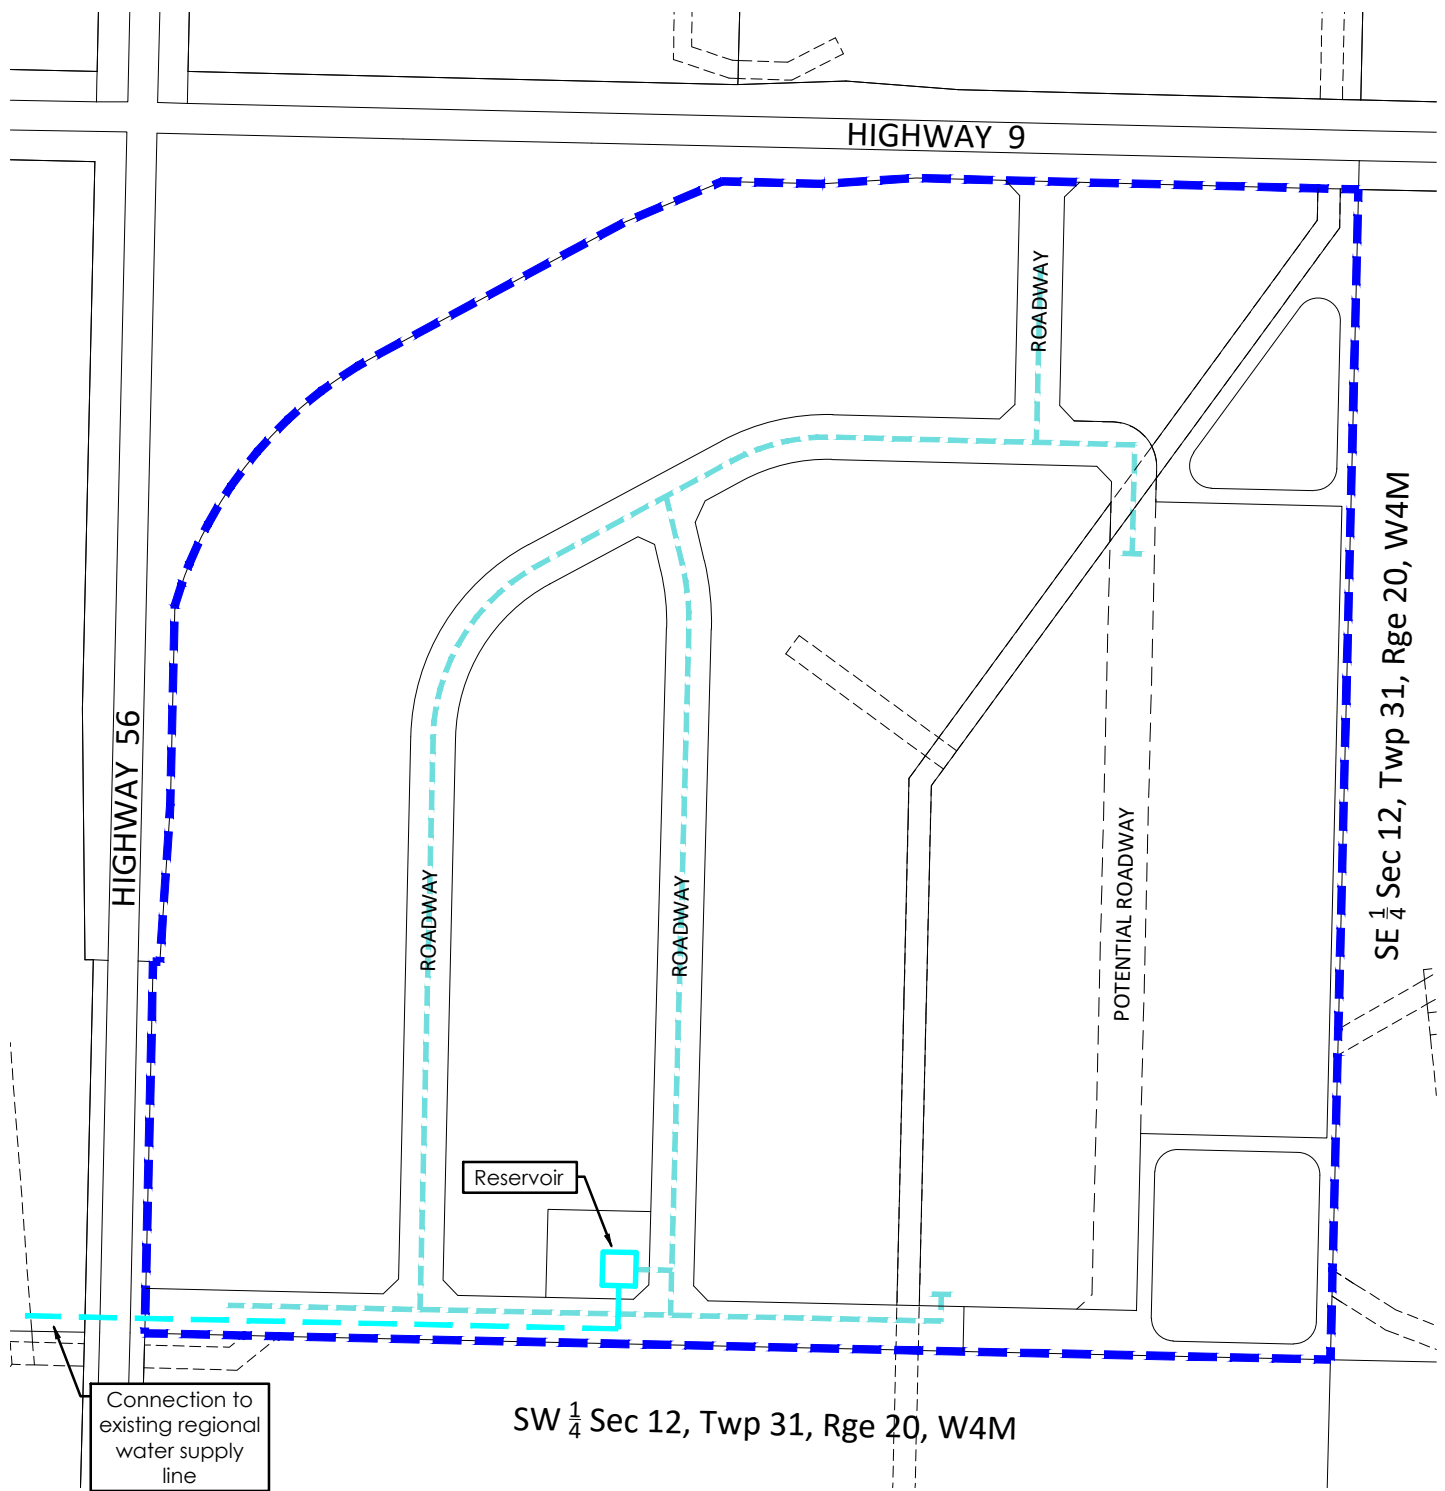 HIGHWAY 9
ROADWAY
SE 1/4 Sec 12, Twp 31, Rge 20, W4M
HIGHWAY 56
POTENTIAL ROADWAY
ROADWAY
ROADWAY
Reservoir
Connection to
existing regional
water supply
line
SW 1/4 Sec 12, Twp 31, Rge 20, W4M